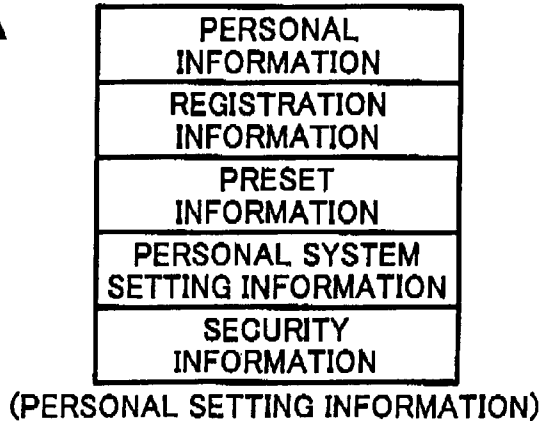 PERSONAL
INFORMATION
REGISTRATION
INFORMATION
PRESET
INFORMATION
PERSONAL SYSTEM
SETTING INFORMATION
SECURITY
INFORMATION
(PERSONAL SETTING INFORMATION)